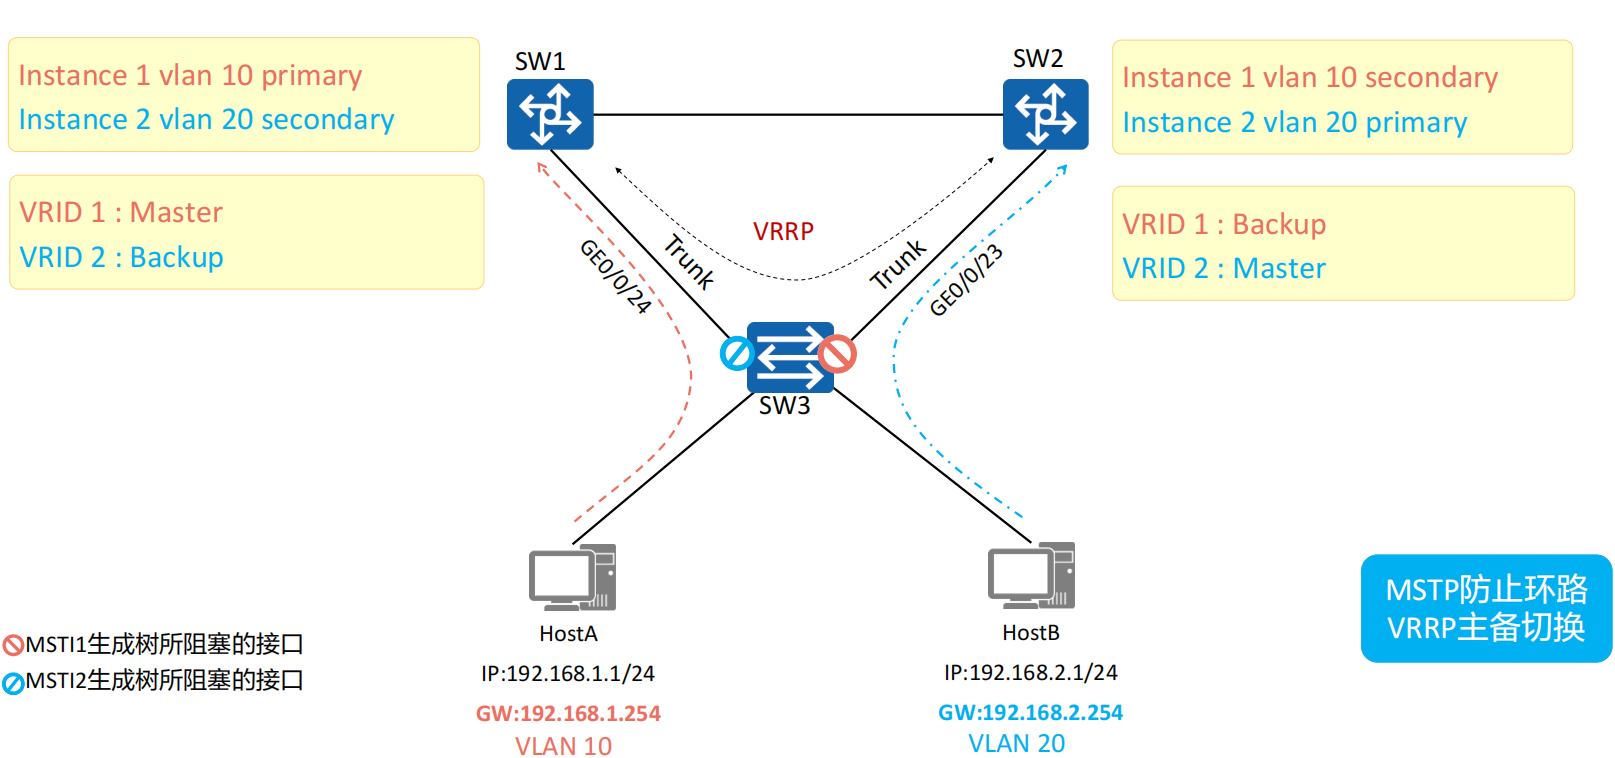 SW1
SW2
Instance 1 vlan 10 primary
Instance 2 vlan 20 secondary
Instance 1 vlan 10 secondary
Instance 2 vlan 20 primary
VRID 1 : Master
VRID 2 : Backup
VRID 1 : Backup
VRID 2 : Master
VRRP
Trunk
GE0/0/24
Trunk
GE0/0/23
SW3
HostA
IP:192.168.1.1/24
GW:192.168.1.254
VLAN 10
HostB
IP:192.168.2.1/24
GW:192.168.2.254
VLAN 20
MSTP防止环路
VRRP主备切换
MSTI1生成树所阻塞的接口
MSTI2生成树所阻塞的接口